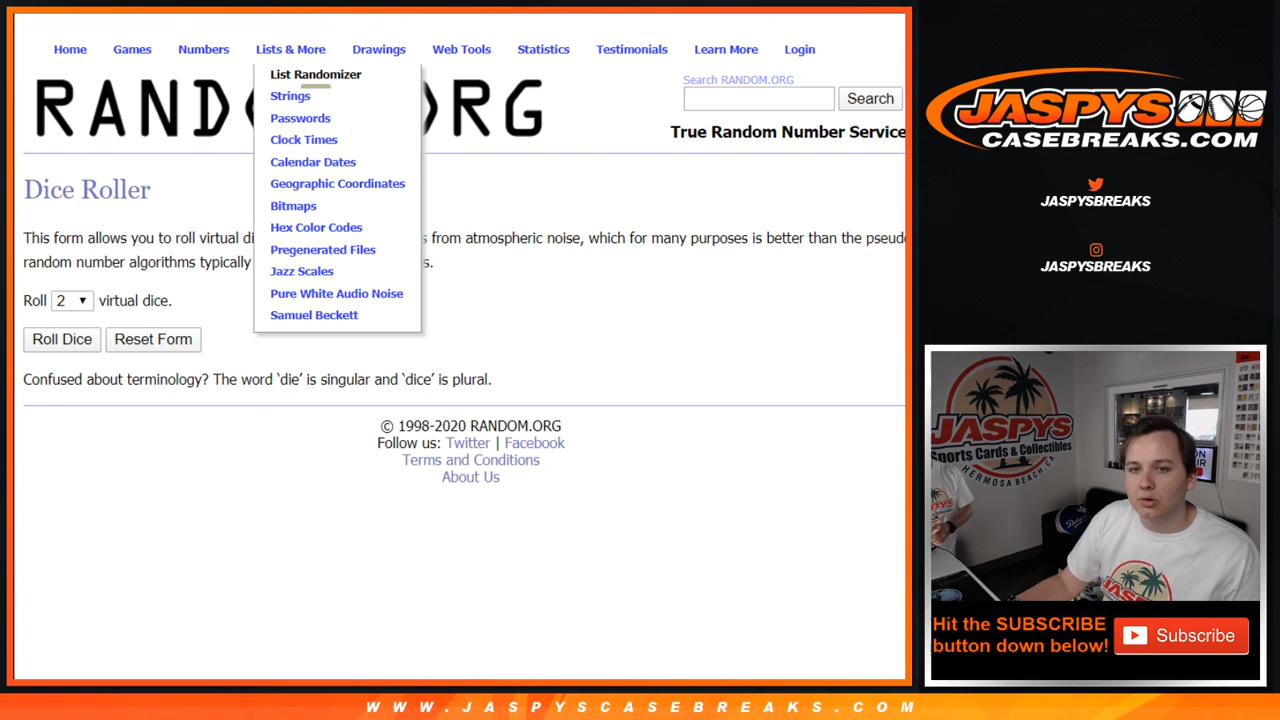 Home Games Numbers Lists & More Drawings Web Tools Statistics Testimonials Learn More Login
List Randomizer
Strings
Passwords
Clock Times
Calendar Dates
Geographic Coordinates
Bitmaps
Hex Color Codes
Pregenerated Files
Jazz Scales
Pure White Audio Noise
Samuel Beckett
Search RANDOM.ORG
Search
True Random Number Service
Dice Roller
This form allows you to roll virtual di
from atmospheric noise, which for many purposes is better than the pseudo
random number algorithms typically
Roll 2 virtual dice.
Roll Dice Reset Form
Confused about terminology? The word ‘die’ is singular and ‘dice’ is plural.
© 1998-2020 RANDOM.ORG
Follow us: Twitter | Facebook
Terms and Conditions
About Us
JASPYS
CASEBREAKS.COM
JASPYSBREAKS
JASPYSBREAKS
JASPYS
Sports Cards & Collectibles
HERMOSA BEACH, CA
Hit the SUBSCRIBE
button down below!
Subscribe
WWW.JASPYSCASEBREAKS.COM